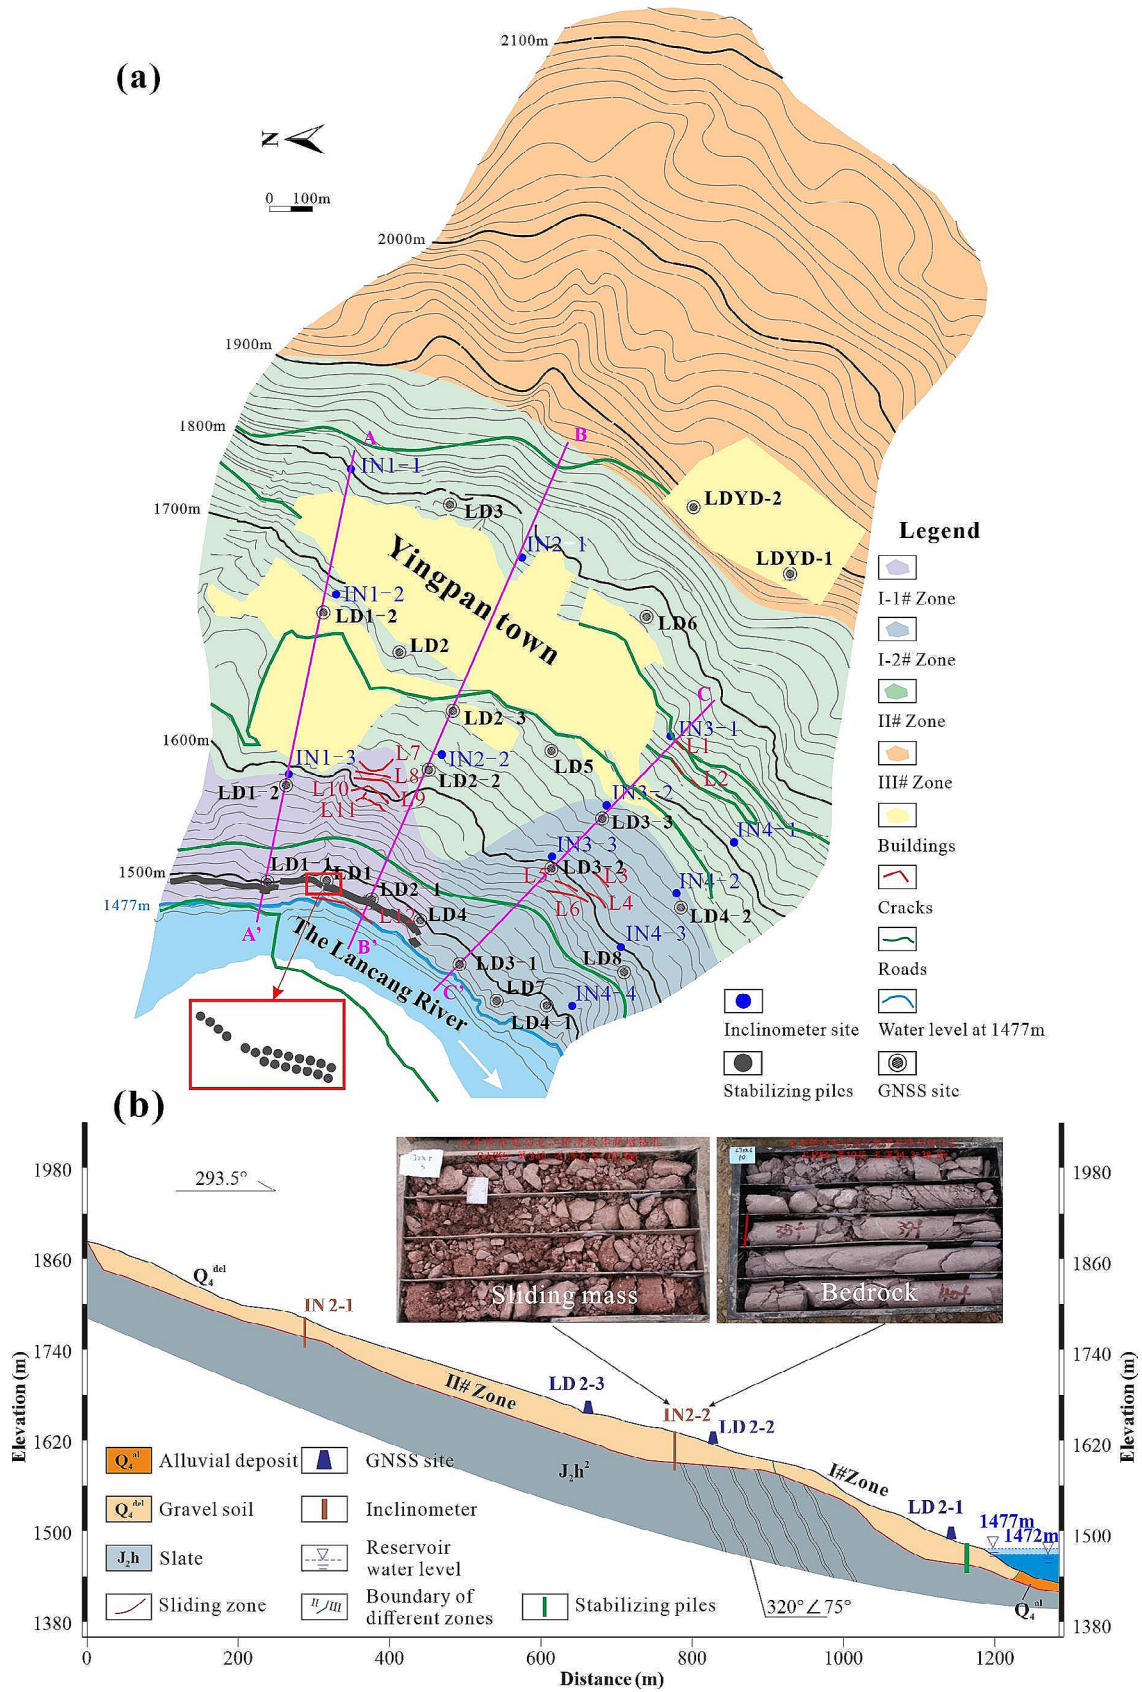 (a)
2100m
N
0 100m
2000m
1900m
1800m
1700m
1600m
1500m
1477m
A
B
C
A'
B'
C'
IN1-1
LD3
LDYD-2
IN2-1
LDYD-1
Yingpan town
IN1-2
LD1-2
LD6
LD2
LD2-3
IN3-1
L1
L2
LD5
IN1-3
LD1-2
L7
L8
L9
L10
L11
IN2-2
LD2-2
IN3-2
LD3-3
IN4-1
IN3-3
LD3-2
L5
L3
L6
L4
IN4-2
LD4-2
LD1-1
LD1
LD2-1
L12
LD4
IN4-3
LD8
LD3-1
LD7
IN4-4
LD4-1
The Lancang River
Legend
I-1# Zone
I-2# Zone
II# Zone
III# Zone
Buildings
Cracks
Roads
Inclinometer site
Water level at 1477m
Stabilizing piles
GNSS site
(b)
Elevation (m)
1980
1860
1740
1620
1500
1380
293.5°
Q₄ᵈᵉˡ
IN 2-1
Sliding mass
Bedrock
II# Zone
LD 2-3
IN2-2
LD 2-2
J₂h²
I#Zone
LD 2-1
1477m
1472m
320°∠75°
Q₄ᵃˡ
Q₄ᵃˡ Alluvial deposit
GNSS site
Q₄ᵈᵉˡ Gravel soil
Inclinometer
J₂h Slate
Reservoir
water level
Sliding zone
II III Boundary of
different zones
Stabilizing piles
Elevation (m)
1980
1860
1740
1620
1500
1380
0 200 400 600 800 1000 1200
Distance (m)